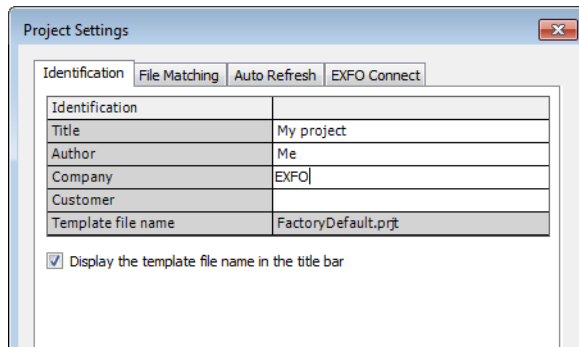 Project Settings
Identification File Matching Auto Refresh EXFO Connect
Identification
Title My project
Author Me
Company EXFO
Customer
Template file name FactoryDefault.prjt
Display the template file name in the title bar